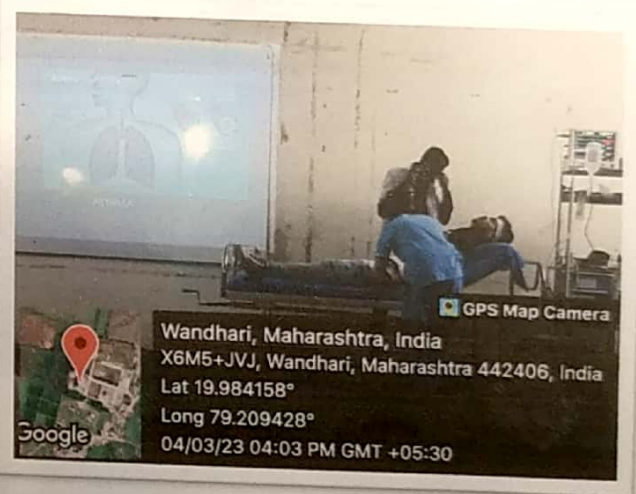 ASTHMA
GPS Map Camera
Wandhari, Maharashtra, India
X6M5+JVJ, Wandhari, Maharashtra 442406, India
Lat 19.984158°
Long 79.209428°
04/03/23 04:03 PM GMT +05:30
Google